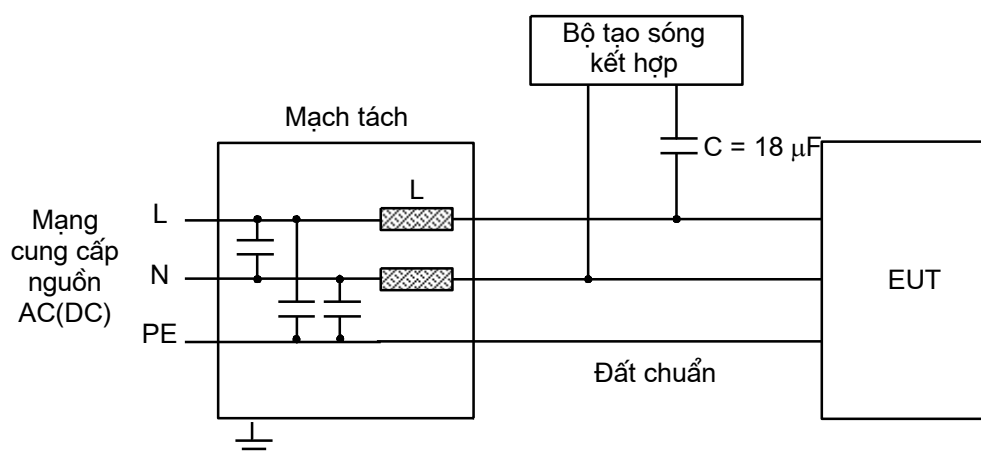 Bộ tạo sóng
kết hợp
Mạch tách
C = 18 μF
L
L
Mạng
cung cấp
nguồn
AC(DC)
N
EUT
PE
Đất chuẩn